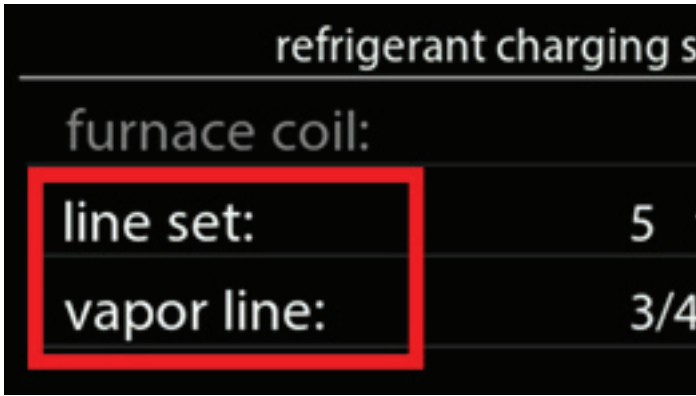 refrigerant charging s
furnace coil:
line set: 5
vapor line: 3/4